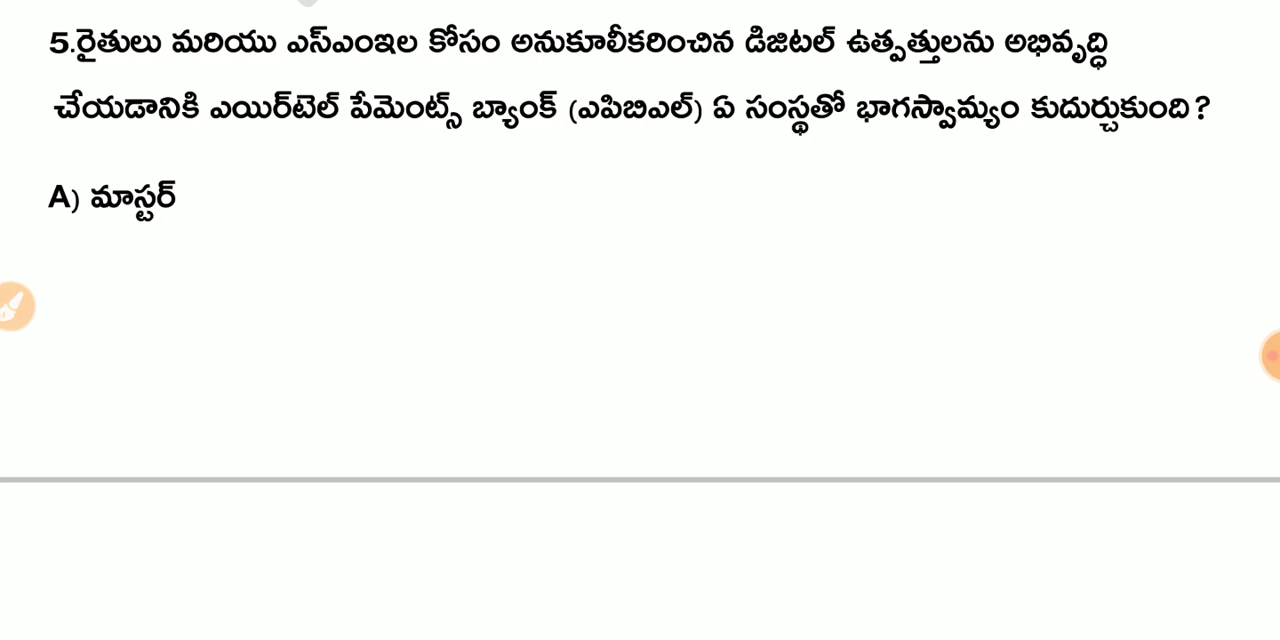 5.రైతులు మరియు ఎస్ఎంఇల కోసం అనుకూలీకరించిన డిజిటల్ ఉత్పత్తులను అభివృద్ధి
చేయడానికి ఎయిర్‌టెల్ పేమెంట్స్ బ్యాంక్ (ఎపిబిఎల్) ఏ సంస్థతో భాగస్వామ్యం కుదుర్చుకుంది?
A) మాస్టర్